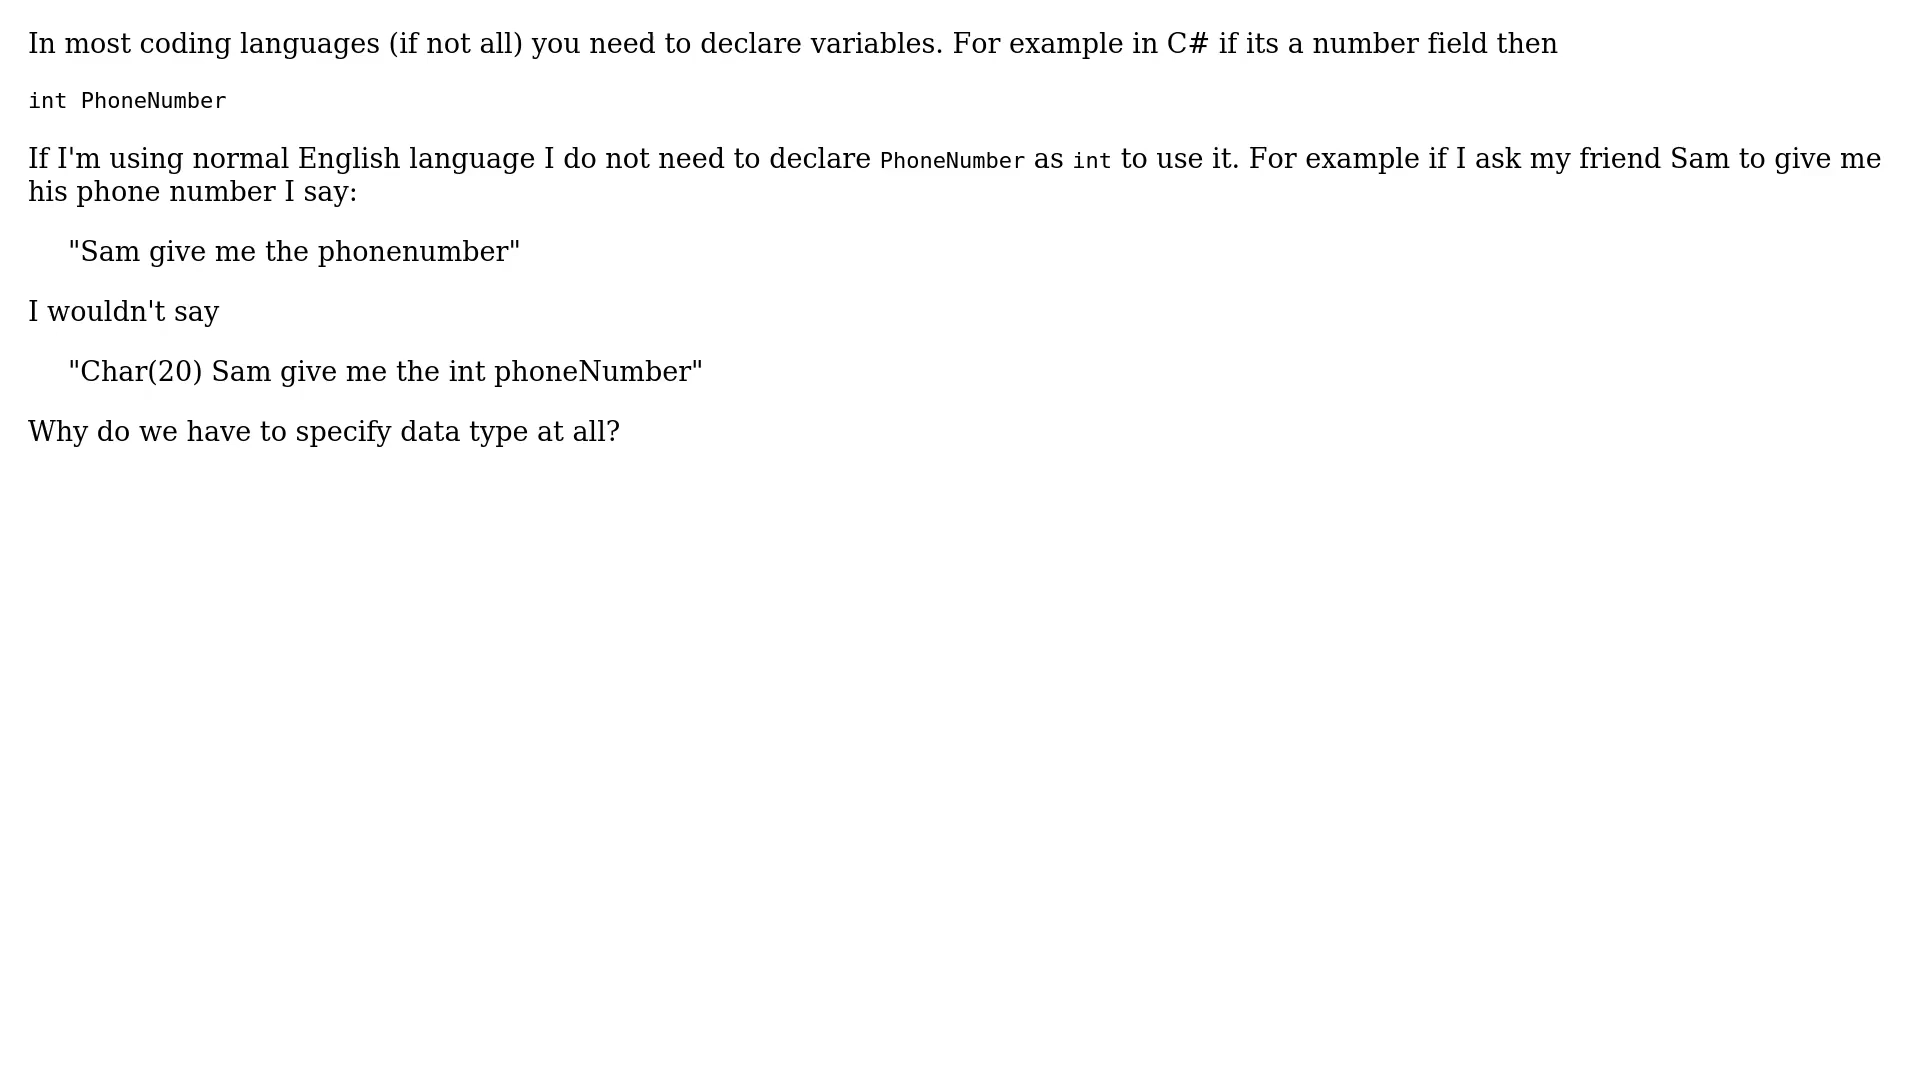 In most coding languages (if not all) you need to declare variables. For example in C# if its a number field then
int PhoneNumber
If I'm using normal English language I do not need to declare PhoneNumber as int to use it. For example if I ask my friend Sam to give me
his phone number I say:
"Sam give me the phonenumber"
I wouldn't say
"Char(20) Sam give me the int phoneNumber"
Why do we have to specify data type at all?